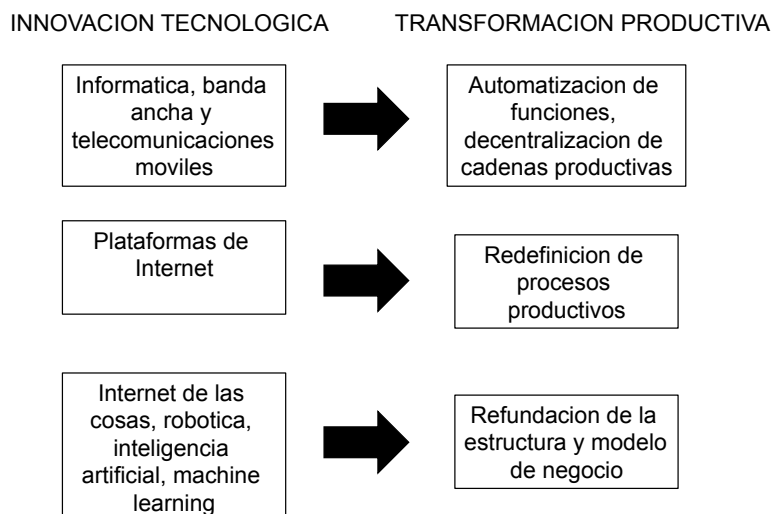 INNOVACION TECNOLOGICA
TRANSFORMACION PRODUCTIVA
Informatica, banda
ancha y
telecomunicaciones
moviles
Automatizacion de
funciones,
decentralizacion de
cadenas productivas
Plataformas de
Internet
Redefinicion de
procesos
productivos
Internet de las
cosas, robotica,
inteligencia
artificial, machine
learning
Refundacion de la
estructura y modelo
de negocio